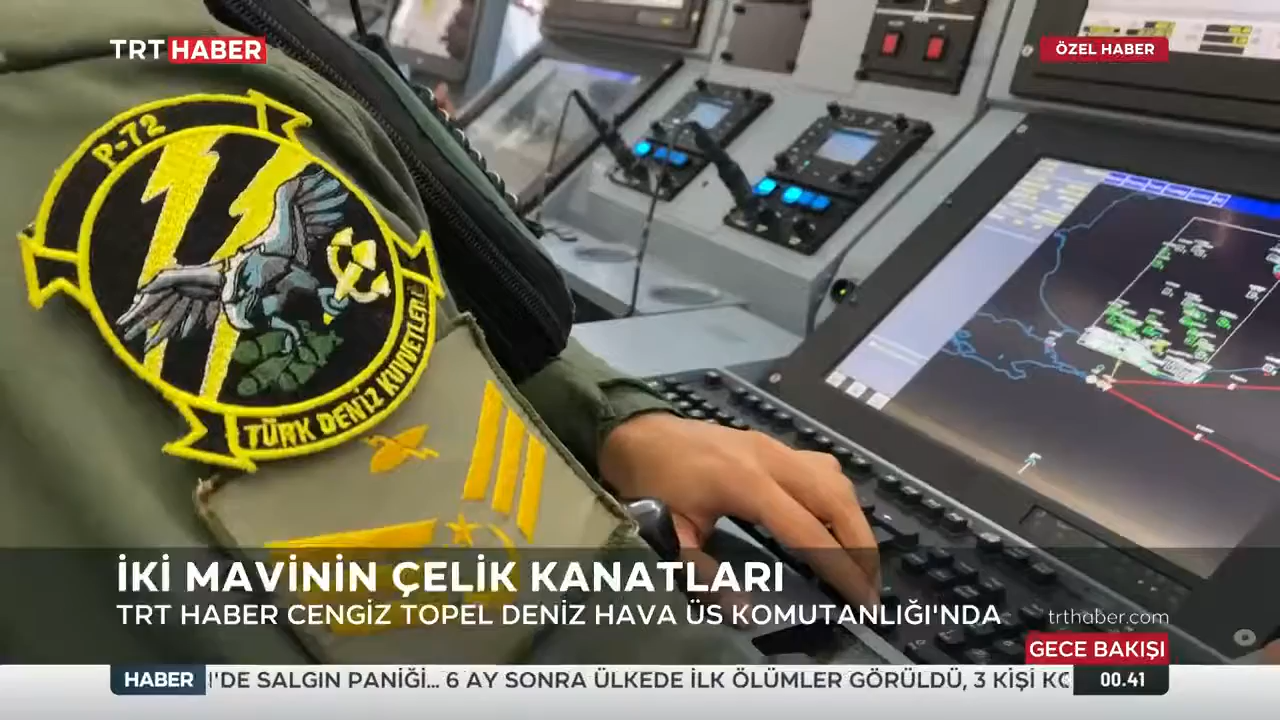 TRT HABER
ÖZEL HABER
P-72
TÜRK DENİZ KUVVETLERİ
İKİ MAVİNİN ÇELİK KANATLARI
TRT HABER CENGİZ TOPEL DENİZ HAVA ÜS KOMUTANLIĞI'NDA
trthaber.com
GECE BAKIŞI
HABER
'DE SALGIN PANİĞİ... 6 AY SONRA ÜLKEDE İLK ÖLÜMLER GÖRÜLDÜ, 3 KİŞİ
00.41